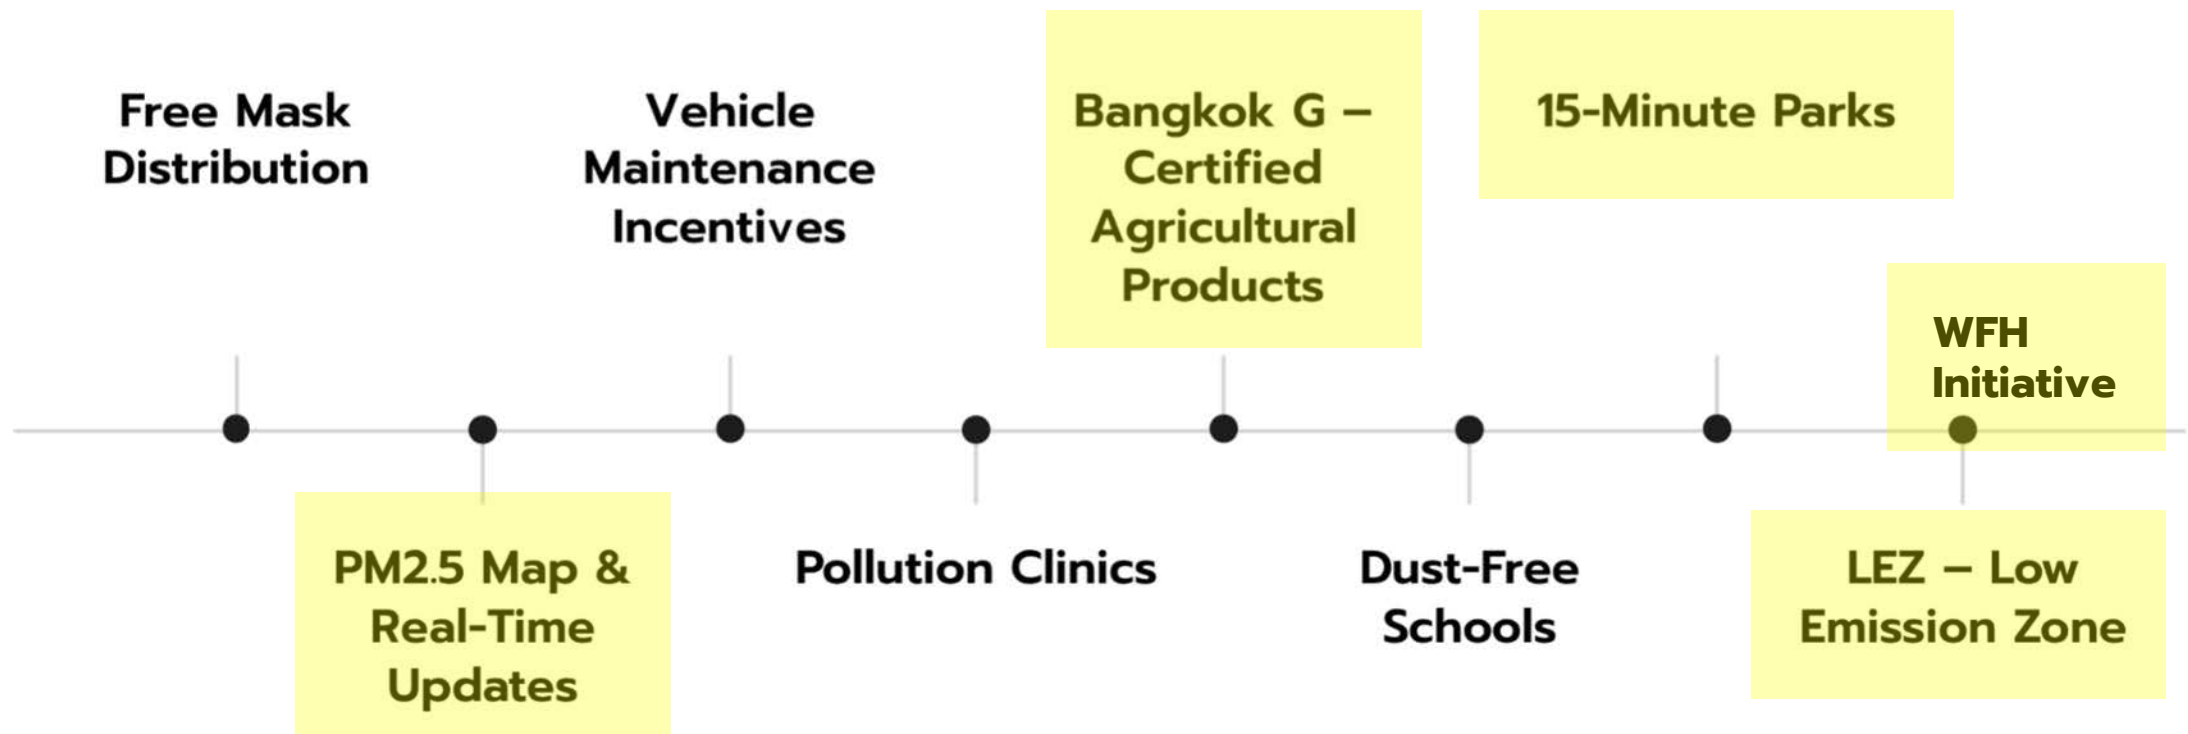 Free Mask
Distribution
Vehicle
Maintenance
Incentives
Bangkok G –
Certified
Agricultural
Products
15-Minute Parks
WFH
Initiative
PM2.5 Map &
Real-Time
Updates
Pollution Clinics
Dust-Free
Schools
LEZ – Low
Emission Zone